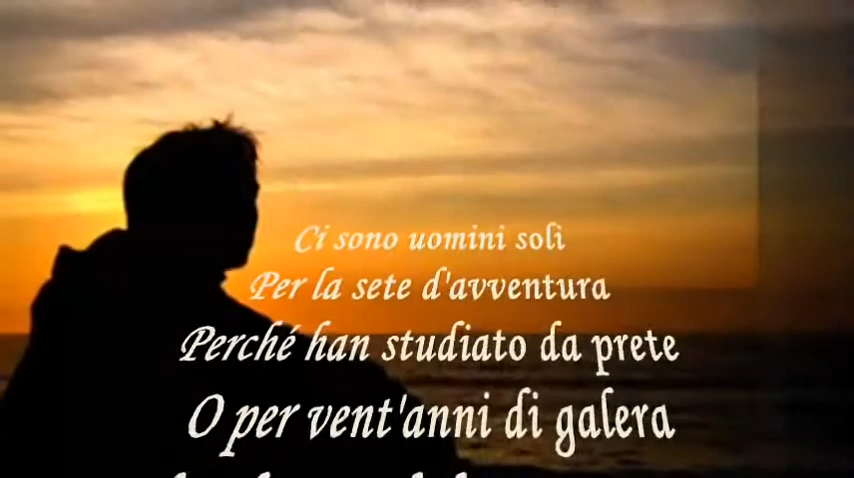 Ci sono uomini soli
Per la sete d'avventura
Perché han studiato da prete
O per vent'anni di galera